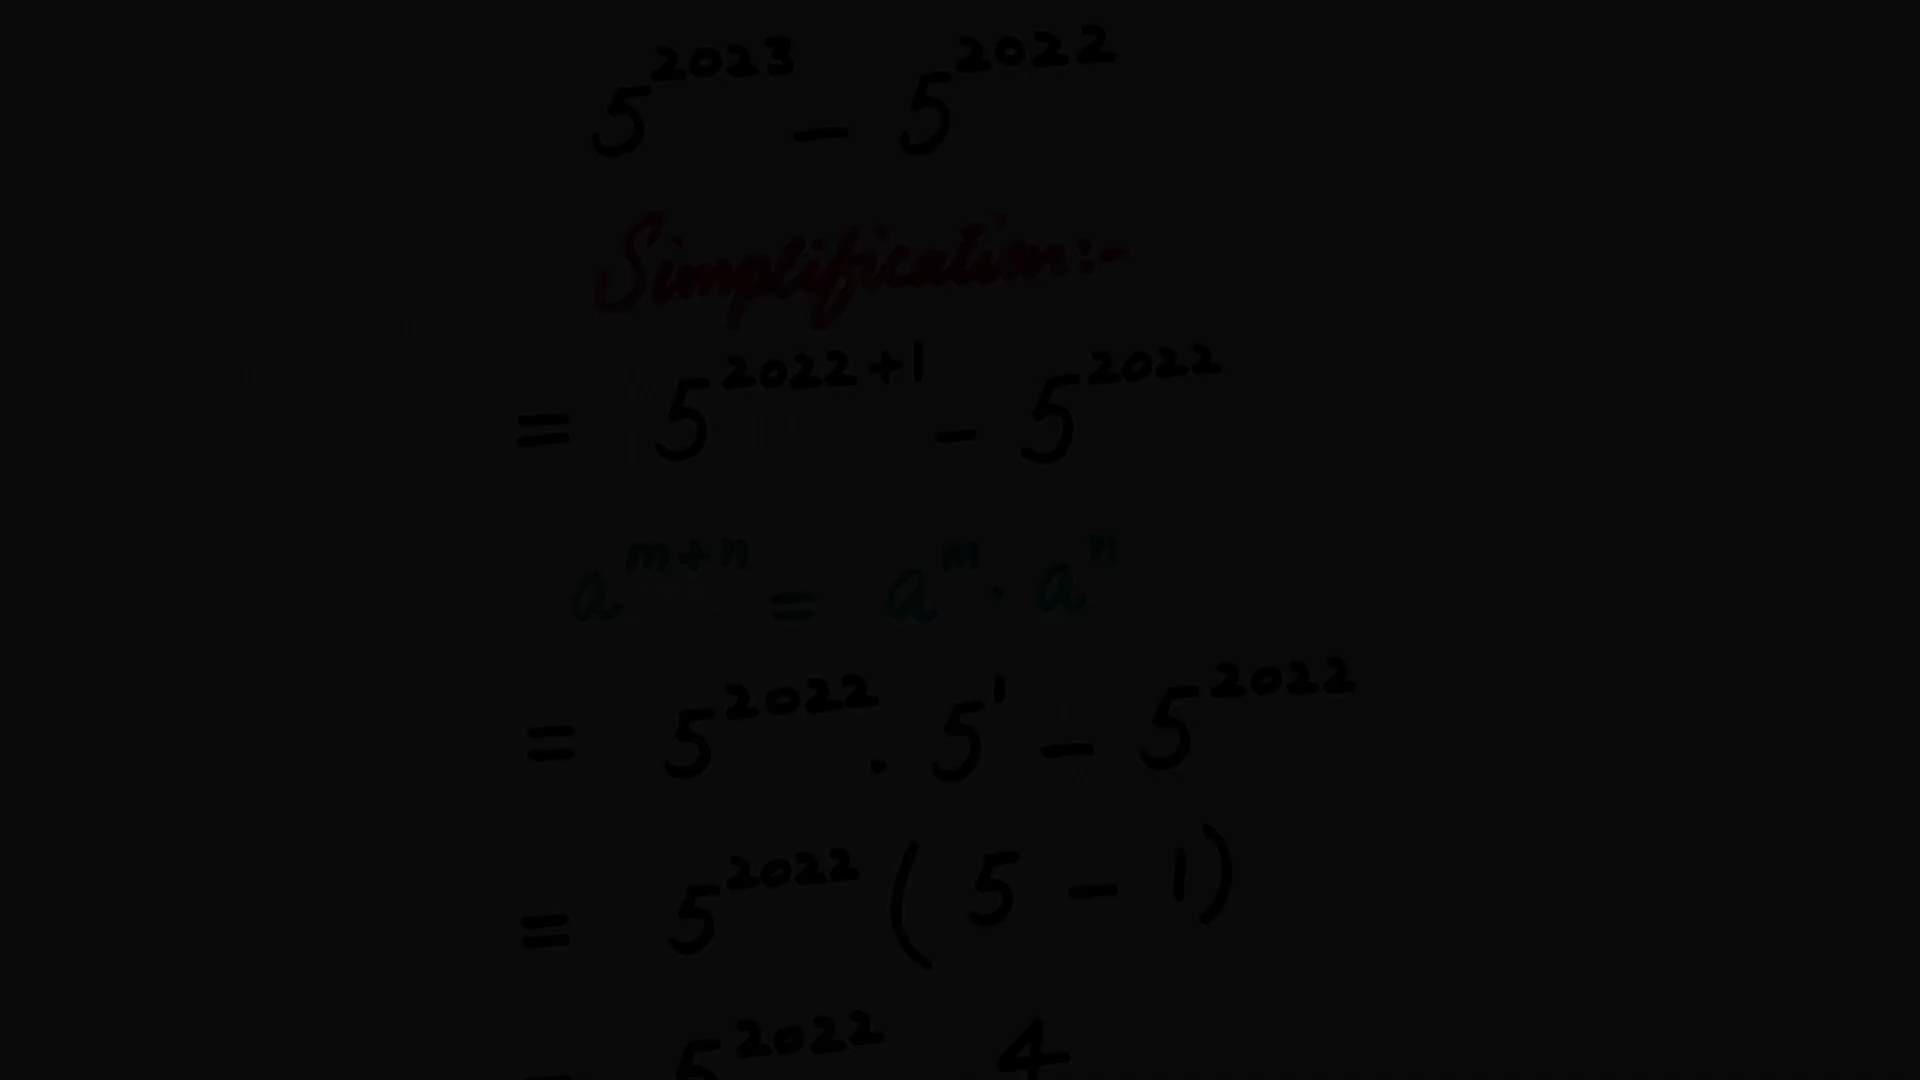 5^2023 - 5^2022
Simplification:-
= 5^2022+1 - 5^2022
a^m+n = a^m · a^n
= 5^2022 . 5^1 - 5^2022
= 5^2022 (5 - 1)
= 5^2022 4